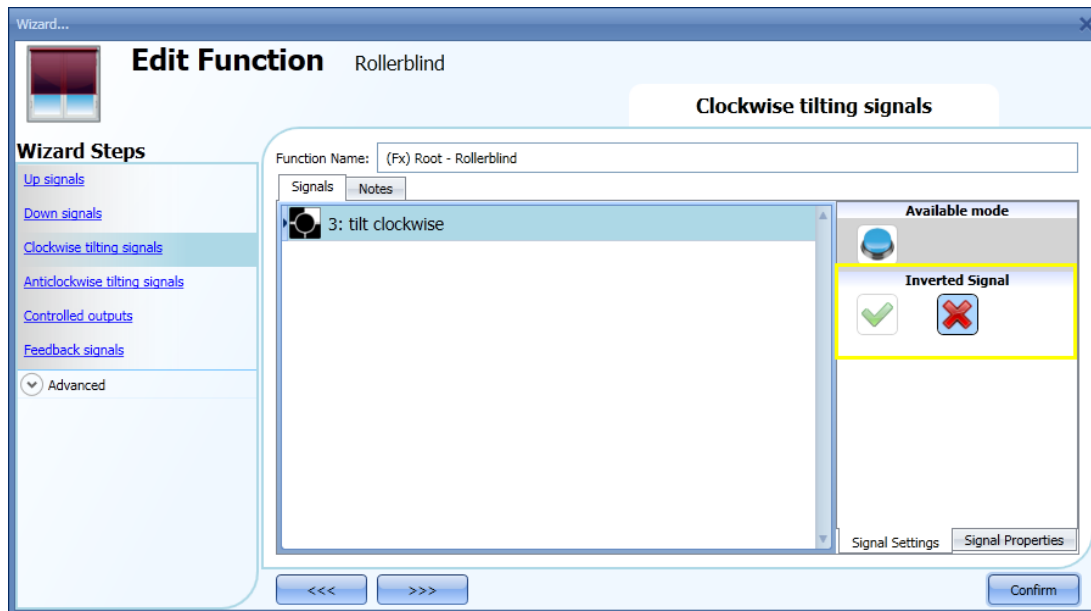 Wizard...
Edit Function Rollerblind
Clockwise tilting signals
Wizard Steps
Up signals
Down signals
Clockwise tilting signals
Anticlockwise tilting signals
Controlled outputs
Feedback signals
Advanced
Function Name: (Fx) Root - Rollerblind
Signals Notes
3: tilt clockwise
Available mode
Inverted Signal
Signal Settings Signal Properties
<<< >>> Confirm